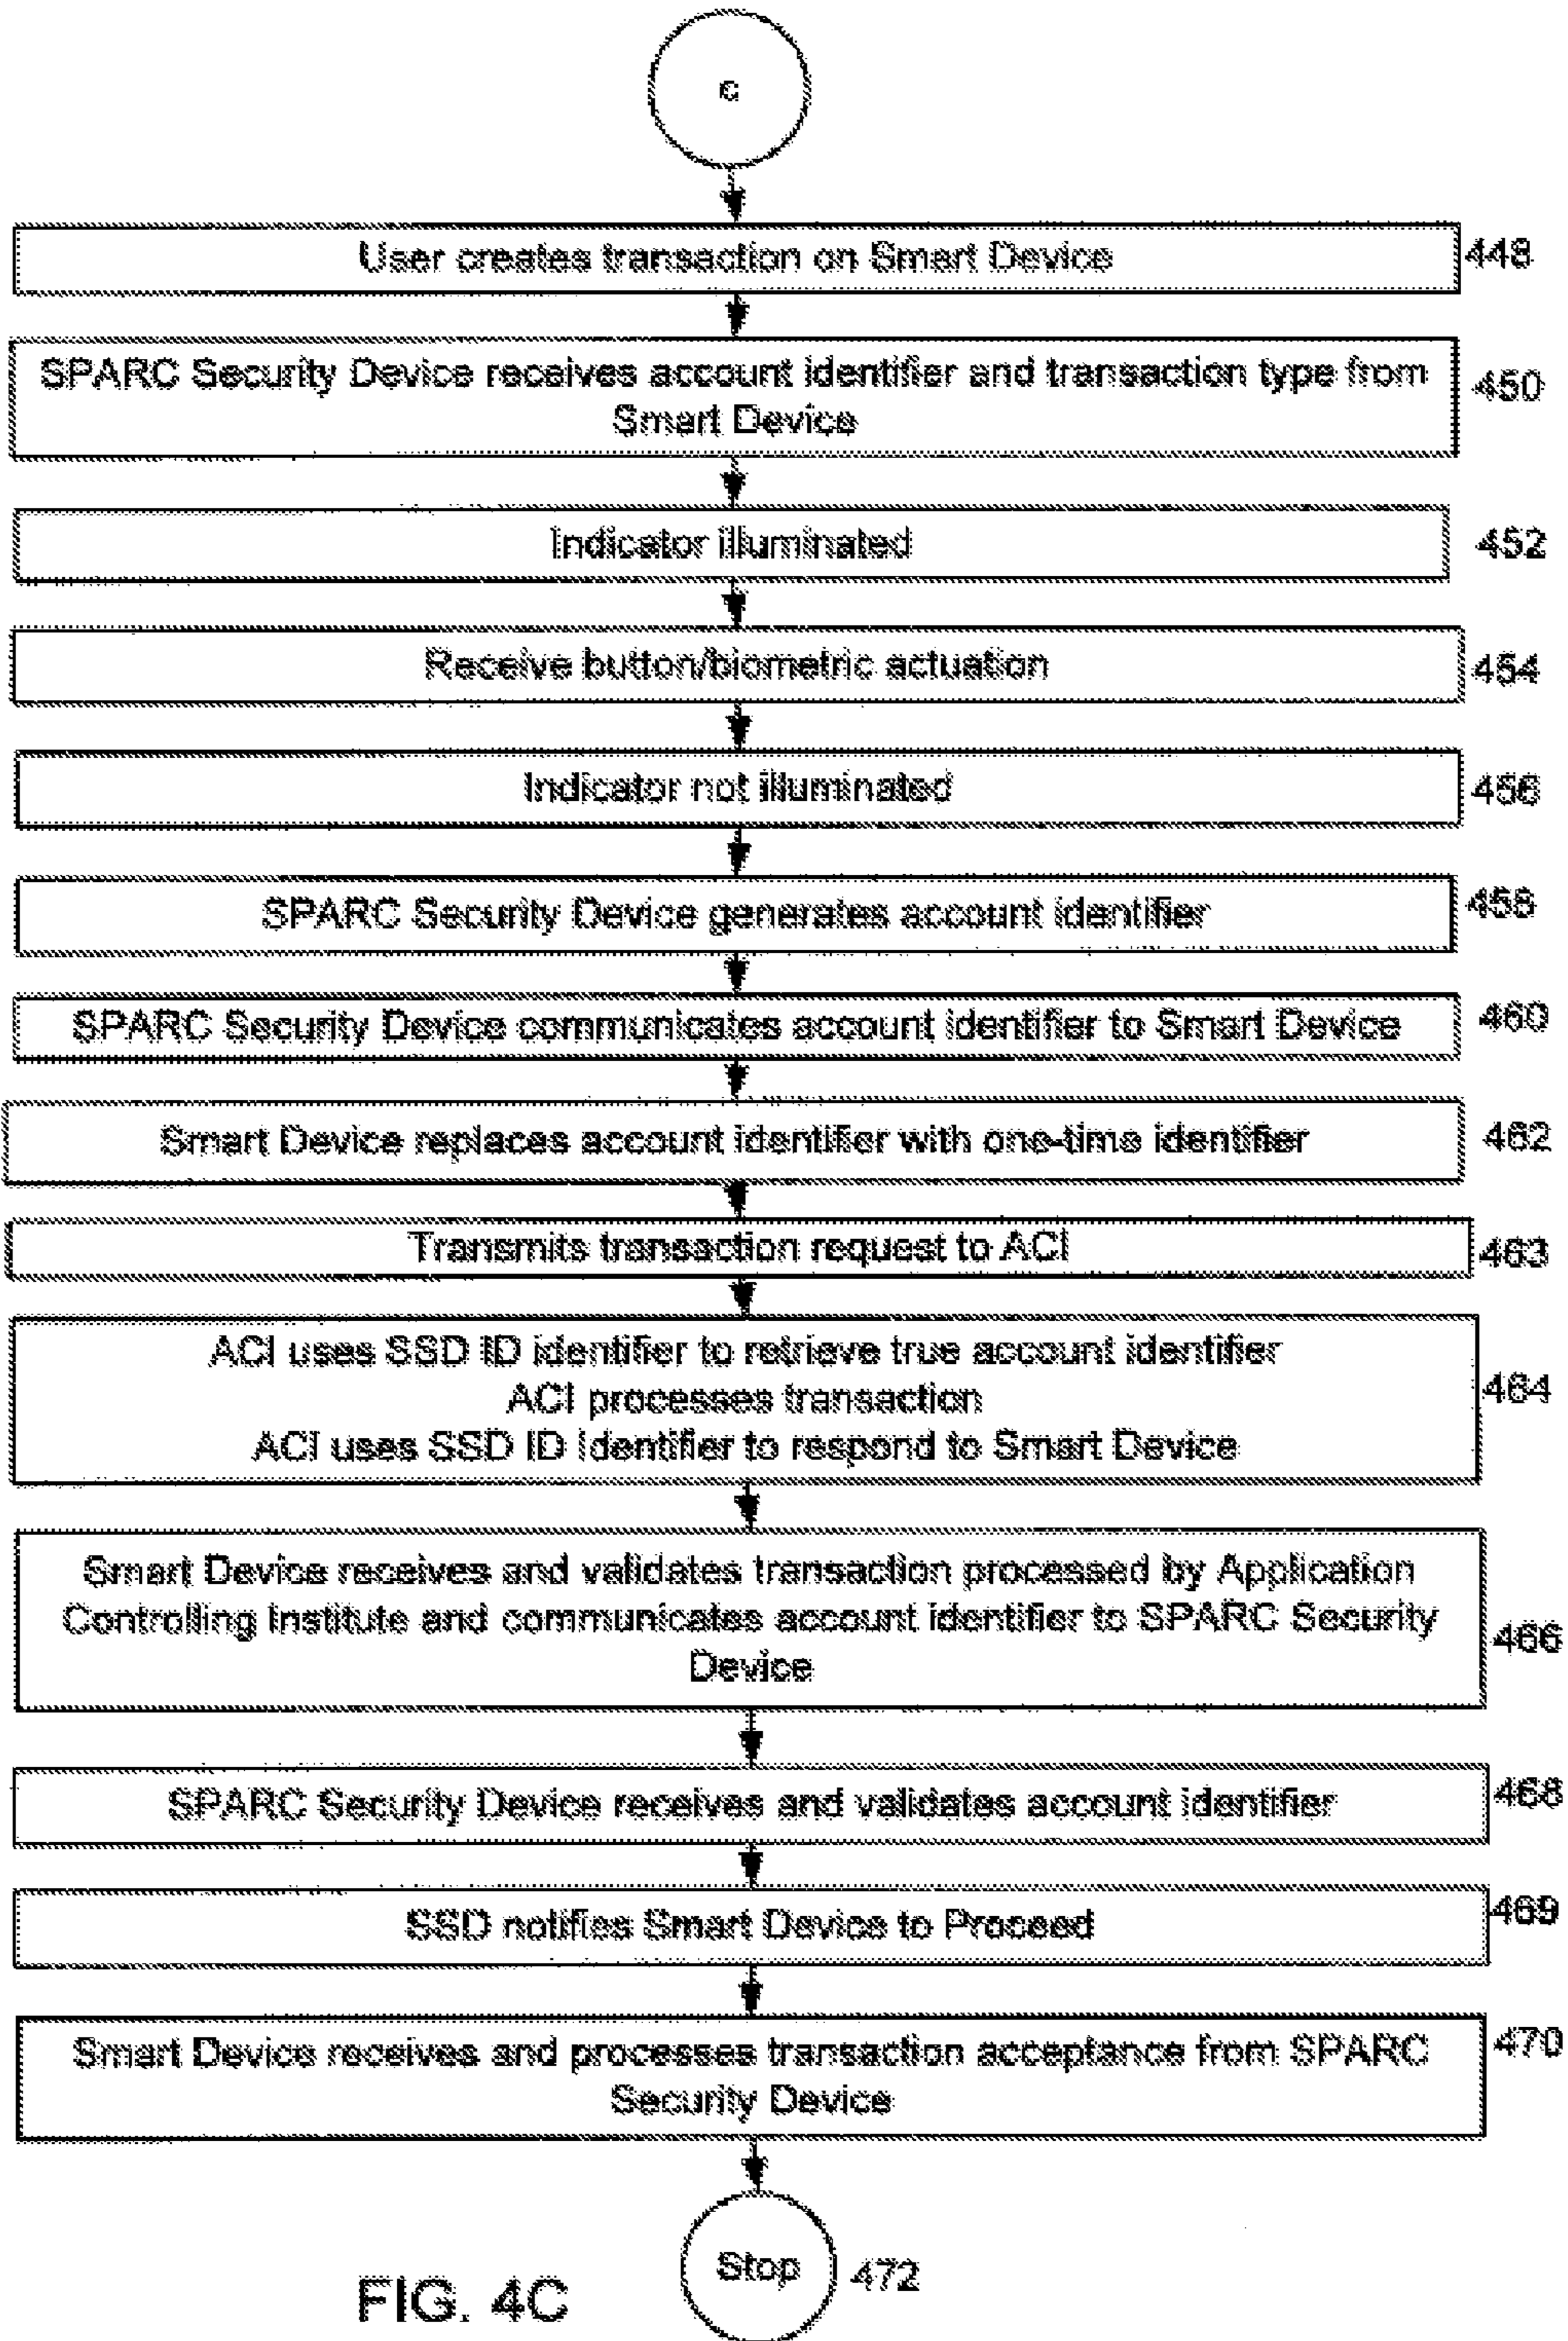 c
User creates transaction on Smart Device
448
SPARC Security Device receives account identifier and transaction type from
Smart Device
450
Indicator illuminated
452
Receive button/biometric actuation
454
Indicator not illuminated
456
SPARC Security Device generates account identifier
458
SPARC Security Device communicates account identifier to Smart Device
460
Smart Device replaces account identifier with one-time identifier
462
Transmits transaction request to ACI
463
ACI uses SSD ID identifier to retrieve true account identifier
ACI processes transaction
ACI uses SSD ID Identifier to respond to Smart Device
464
Smart Device receives and validates transaction processed by Application
Controlling Institute and communicates account identifier to SPARC Security
Device
466
SPARC Security Device receives and validates account identifier
468
SSD notifies Smart Device to Proceed
469
Smart Device receives and processes transaction acceptance from SPARC
Security Device
470
Stop
472
FIG. 4C